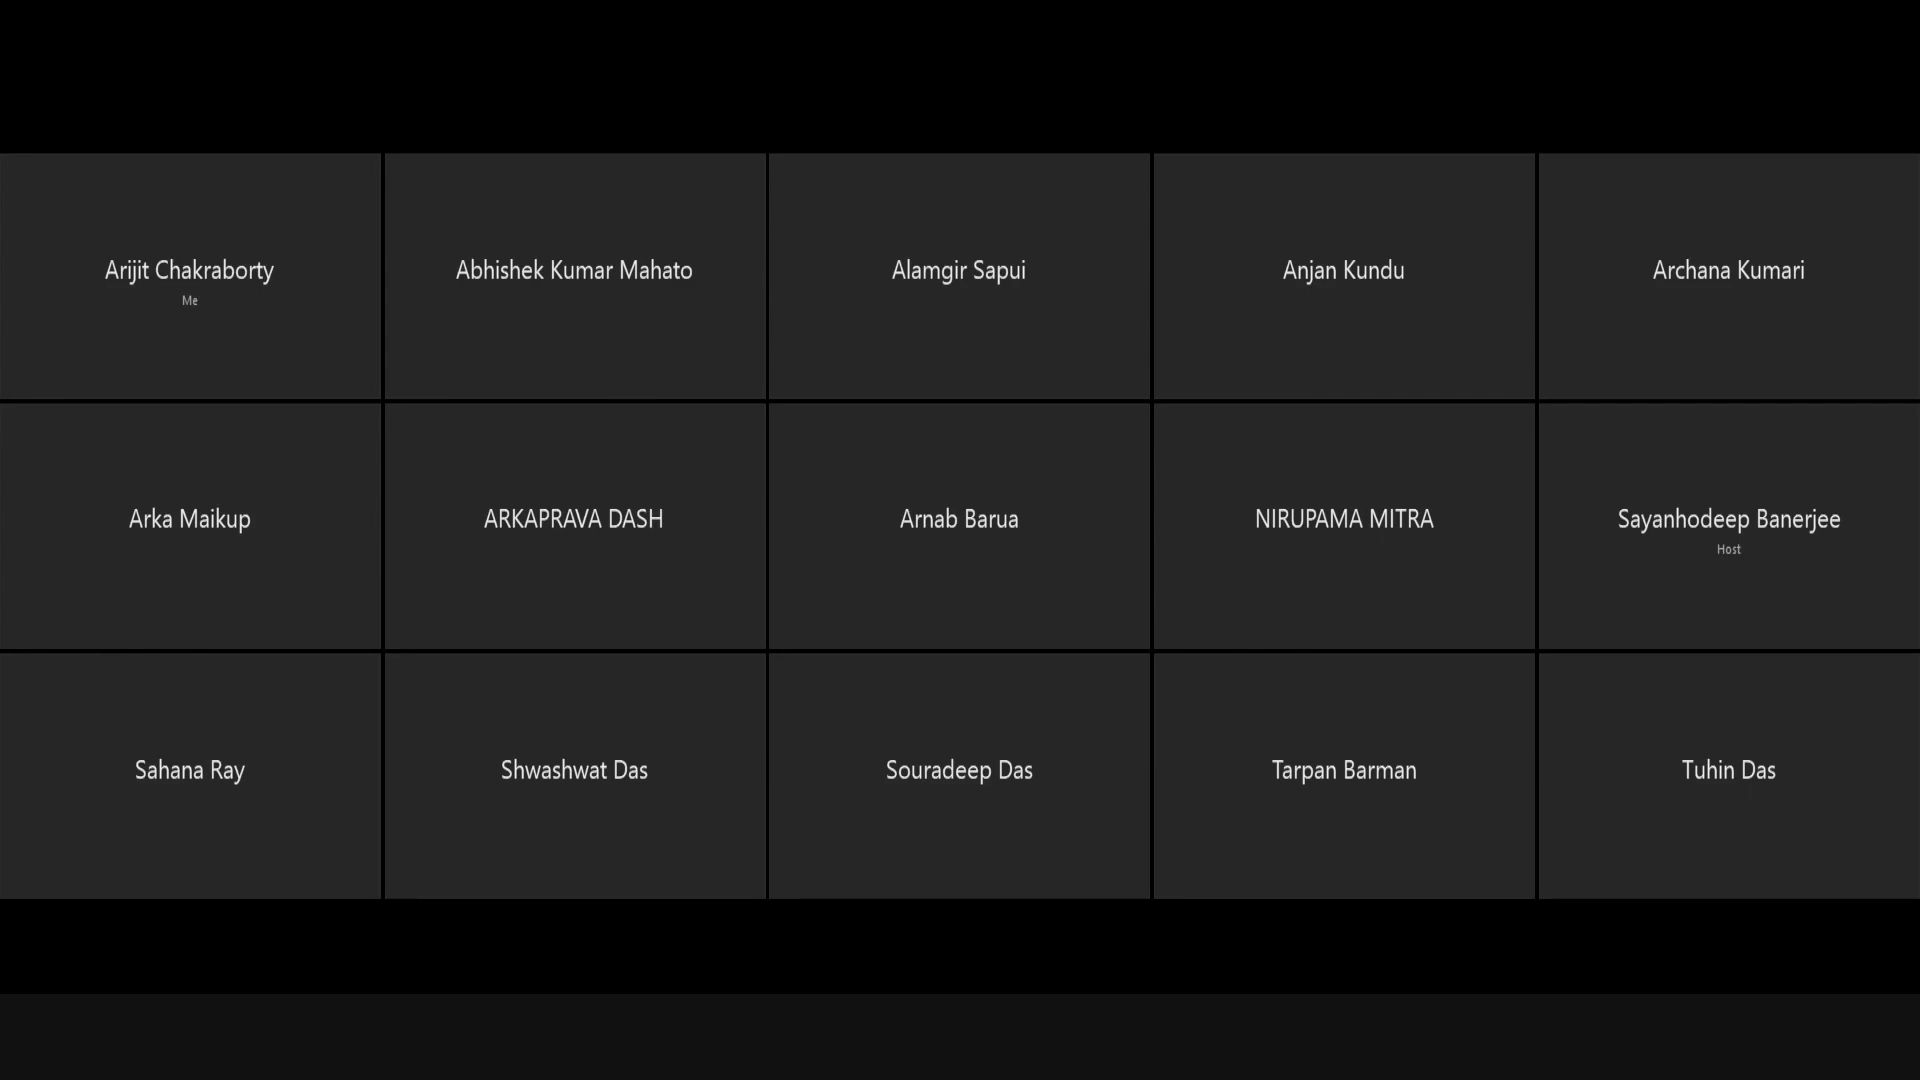 Arijit Chakraborty
Me
Abhishek Kumar Mahato
Alamgir Sapui
Anjan Kundu
Archana Kumari
Arka Maikup
ARKAPRAVA DASH
Arnab Barua
NIRUPAMA MITRA
Sayanhodeep Banerjee
Host
Sahana Ray
Shwashwat Das
Souradeep Das
Tarpan Barman
Tuhin Das